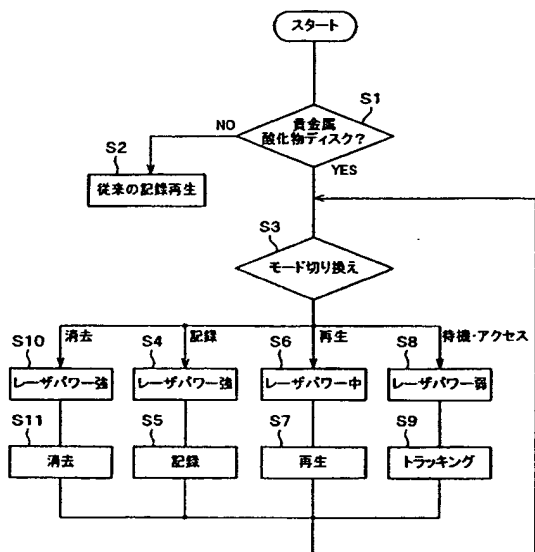 スタート
S1
貴金属
酸化物ディスク?
NO
YES
S2
従来の記録再生
S3
モード切り換え
消去
記録
再生
待機・アクセス
S10
S4
S6
S8
レーザパワー強
レーザパワー強
レーザパワー中
レーザパワー弱
S11
S5
S7
S9
消去
記録
再生
トラッキング